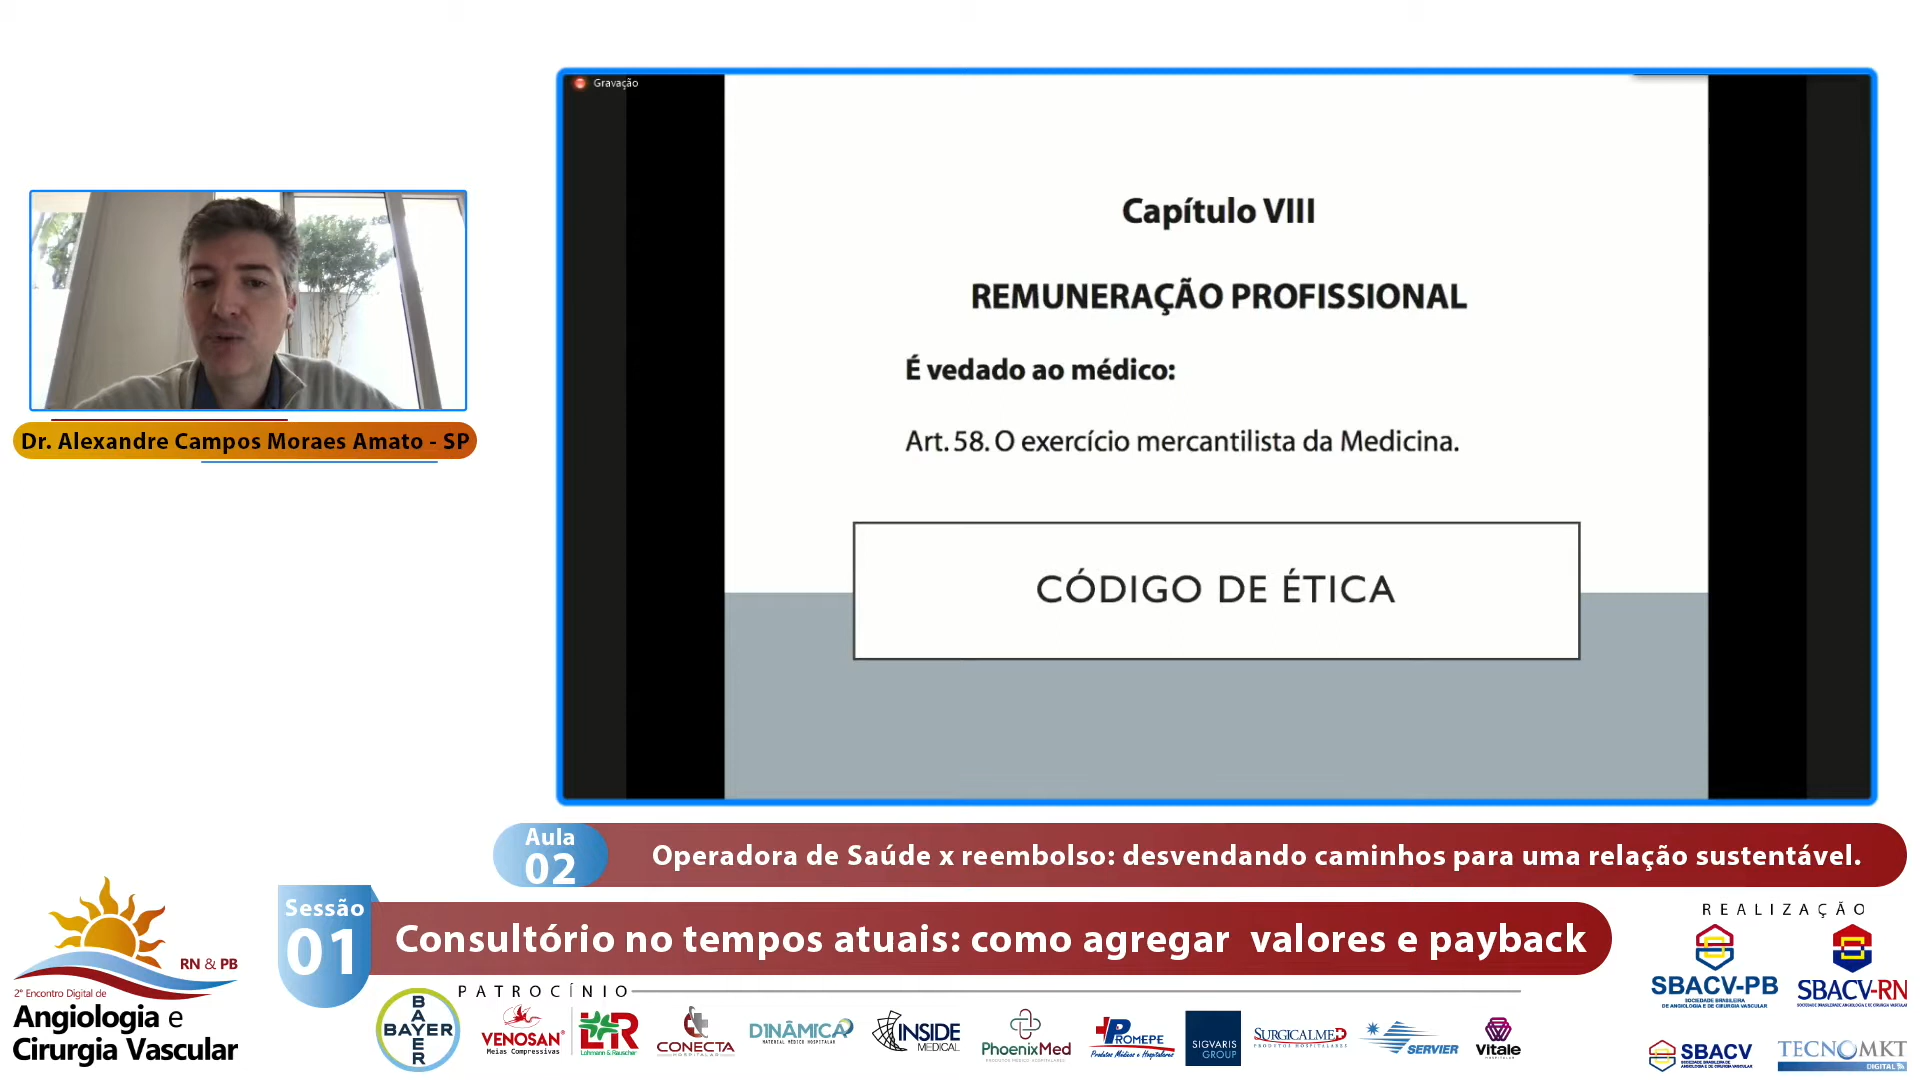 Gravação
Capítulo VIII
REMUNERAÇÃO PROFISSIONAL
É vedado ao médico:
Art. 58. O exercício mercantilista da Medicina.
CÓDIGO DE ÉTICA
Dr. Alexandre Campos Moraes Amato - SP
Aula
02
Operadora de Saúde x reembolso: desvendando caminhos para uma relação sustentável.
Sessão
01
Consultório no tempos atuais: como agregar valores e payback
RN & PB
2° Encontro Digital de
Angiologia e
Cirurgia Vascular
PATROCÍNIO
BAYER
BAYER
VENOSAN®
Meias Compressivas
L&R
Lohmann & Rauscher
CONECTA
HOSPITALAR
DINÂMICA
MATERIAL MÉDICO HOSPITALAR
INSIDE
MEDICAL
PhoenixMed
PROMEPE
Produtos Médicos e Hospitalares
SIGVARIS
GROUP
SURGICALMED
PRODUTOS HOSPITALARES
SERVIER
Vitale
HOSPITALAR
REALIZAÇÃO
SBACV-PB
SOCIEDADE BRASILEIRA
DE ANGIOLOGIA E DE CIRURGIA VASCULAR
SBACV-RN
SBACV
TECNOMKT
DIGITAL